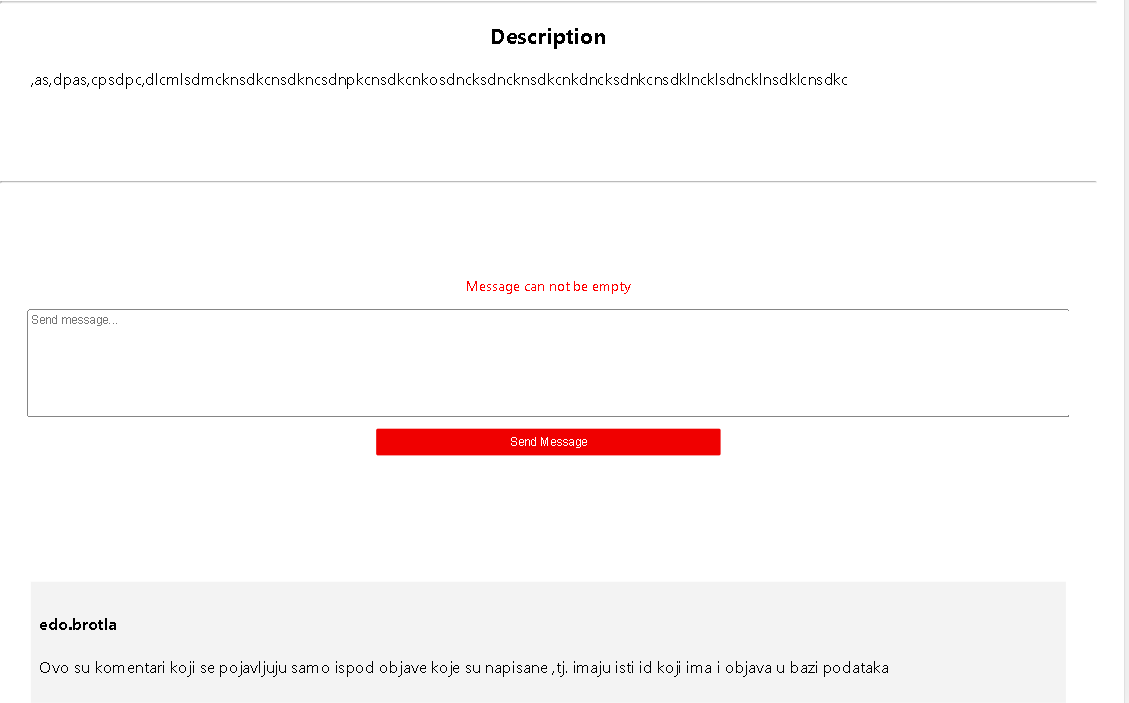 Description
,as,dpas,cpsdpc,dlcmlsdmcknsdkcnsdkncsdnpkcnsdkcnkosdncksdncknsdkcnkdncksdnkcnsdklncklsdncklnsdklcnsdkc
Message can not be empty
Send message...
Send Message
edo.brotla
Ovo su komentari koji se pojavljuju samo ispod objave koje su napisane ,tj. imaju isti id koji ima i objava u bazi podataka